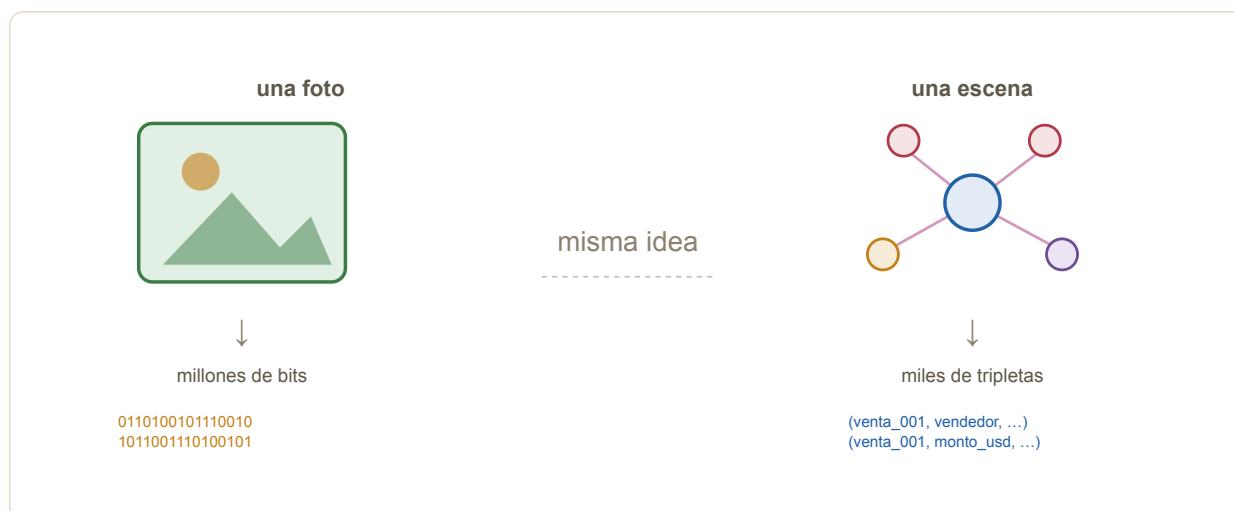 una foto
una escena
misma idea
↓
↓
millones de bits
miles de tripletas
0110100101110010
1011001110100101
(venta_001, vendedor, …)
(venta_001, monto_usd, …)